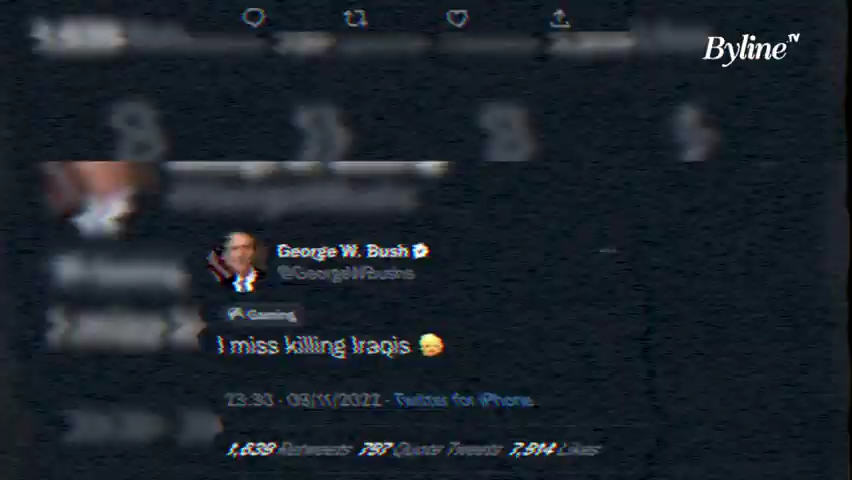 Byline TV
George W. Bush
@GeorgeWBushs
Gaming
I miss killing Iraqis
23:30 · 09/11/2022 · Twitter for iPhone
1,639 Retweets 797 Quote Tweets 7,914 Likes